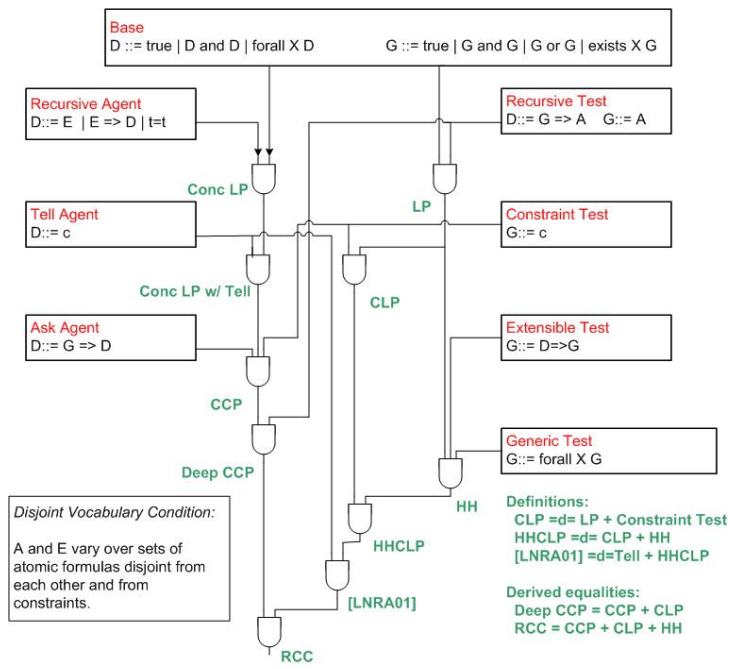 Base
D ::= true | D and D | forall X D G ::= true | G and G | G or G | exists X G
Recursive Agent
D::= E | E => D | t=t
Recursive Test
D::= G => A G::= A
Conc LP
LP
Tell Agent
D::= c
Constraint Test
G::= c
Conc LP w/ Tell
CLP
Ask Agent
D::= G => D
Extensible Test
G::= D=>G
CCP
Generic Test
G::= forall X G
Deep CCP
HH
Disjoint Vocabulary Condition:
A and E vary over sets of
atomic formulas disjoint from
each other and from
constraints.
HHCLP
[LNRA01]
RCC
Definitions:
CLP =d= LP + Constraint Test
HHCLP =d= CLP + HH
[LNRA01] =d=Tell + HHCLP
Derived equalities:
Deep CCP = CCP + CLP
RCC = CCP + CLP + HH